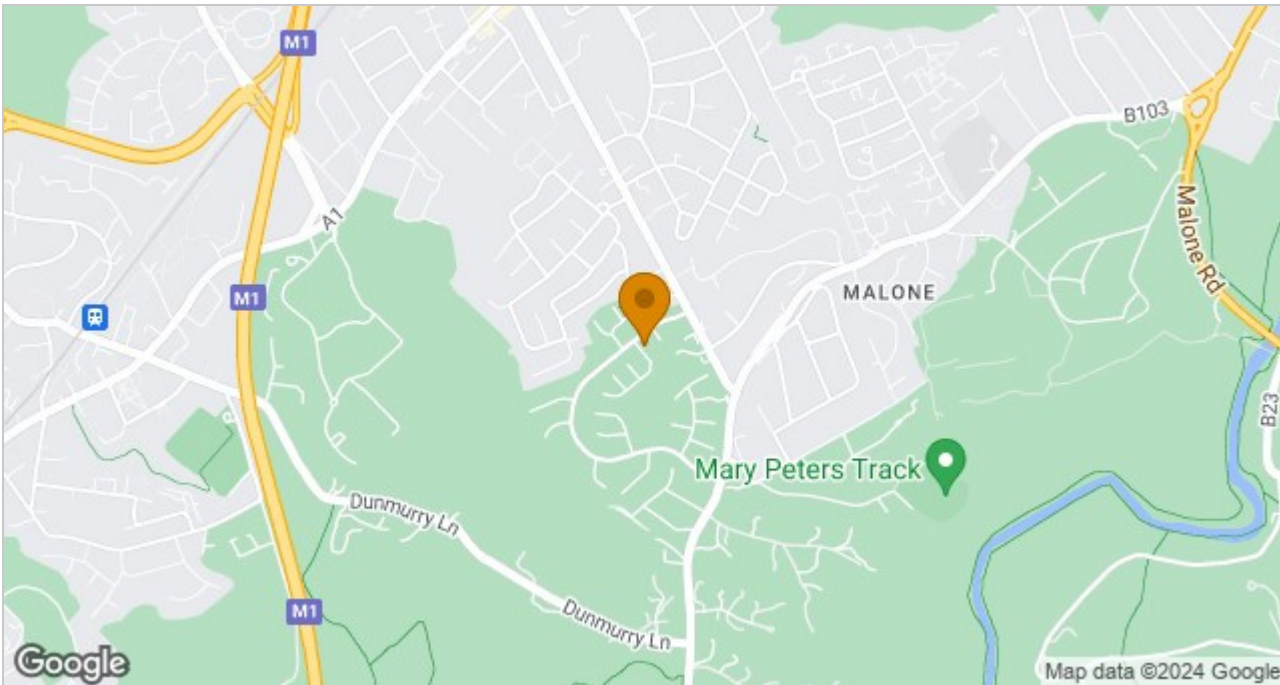 M1
B103
Malone Rd
A1
M1
MALONE
B23
Mary Peters Track
Dunmurry Ln
M1
Dunmurry Ln
Google
Map data ©2024 Google